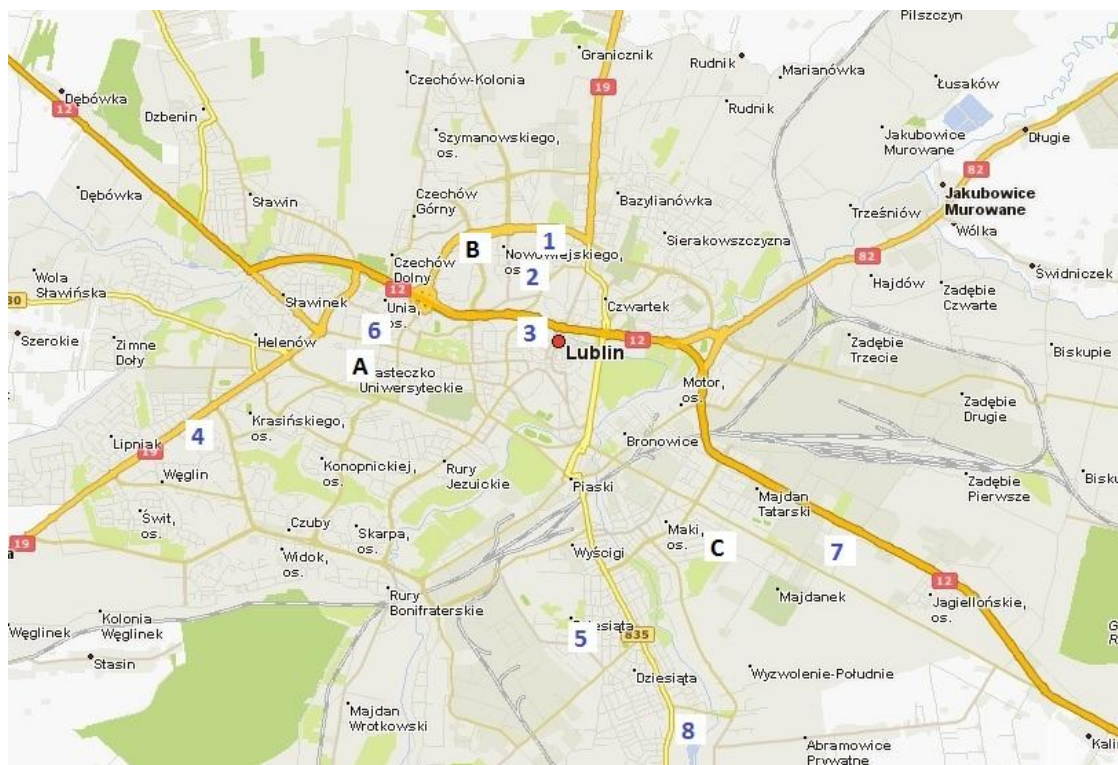 Pilszczyn
Granicznik
Rudnik
Marianówka
Czechów-Kolonia
Łusaków
Dębówka
12
19
Dzbenin
Rudnik
Szymanowskiego,
os.
Jakubowice
Murowane
Długie
82
Dębówka
Sławin
Czechów
Górny
Bazylianówka
Jakubowice
Murowane
Trześniów
Wólka
B
1
Sierakowszczyzna
Nowowiejskiego,
os.
2
Czechów
Dolny
82
Hajdów
Świdniczek
Wola
Sławińska
Zadębie
Czwarte
12
Sławinek
Unia,
os.
Czwartek
30
6
3
12
Szerokie
Zimne
Doły
Helenów
Lublin
Zadębie
Trzecie
Biskupie
A
iasteczko
Uniwersyteckie
Motor,
os.
Zadębie
Drugie
Krasińskiego,
os.
4
Lipniak
19
Bronowice
Węglin
Konopnickiej,
os.
Rury
Jezuickie
Piaski
Zadębie
Pierwsze
Bisku
Majdan
Tatarski
Świt,
os.
Czuby
Skarpa,
os.
Maki,
os.
C
7
19
a
Widok,
os.
Wyścigi
12
Rury
Bonifraterskie
Majdanek
Jagiellońskie,
os.
Kolonia
Węglinek
Węglinek
5
Dziesiąta
835
G
R
Stasin
Dziesiąta
Wyzwolenie-Południe
Majdan
Wrotkowski
8
Abramowice
Prywatne
Kalin